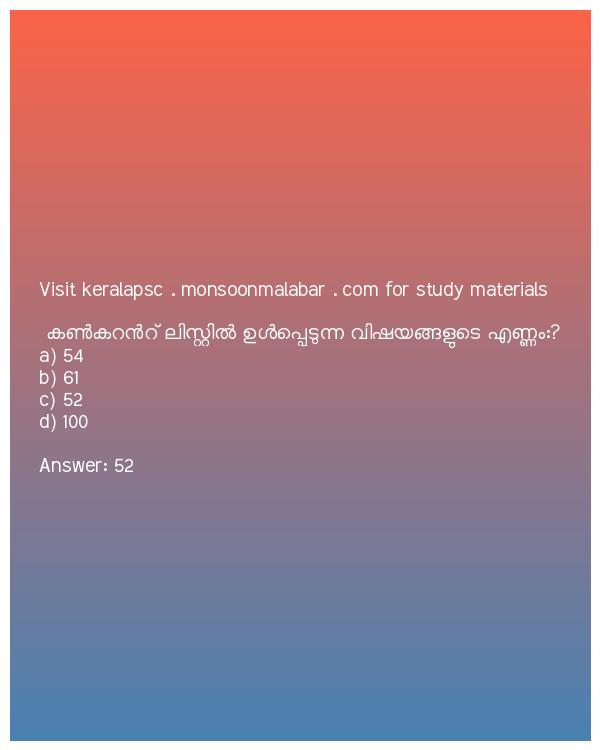 Visit keralapsc . monsoonmalabar . com for study materials
കൺകറൻറ് ലിസ്റ്റിൽ ഉൾപ്പെടുന്ന വിഷയങ്ങളുടെ എണ്ണം:?
a) 54
b) 61
c) 52
d) 100
Answer: 52